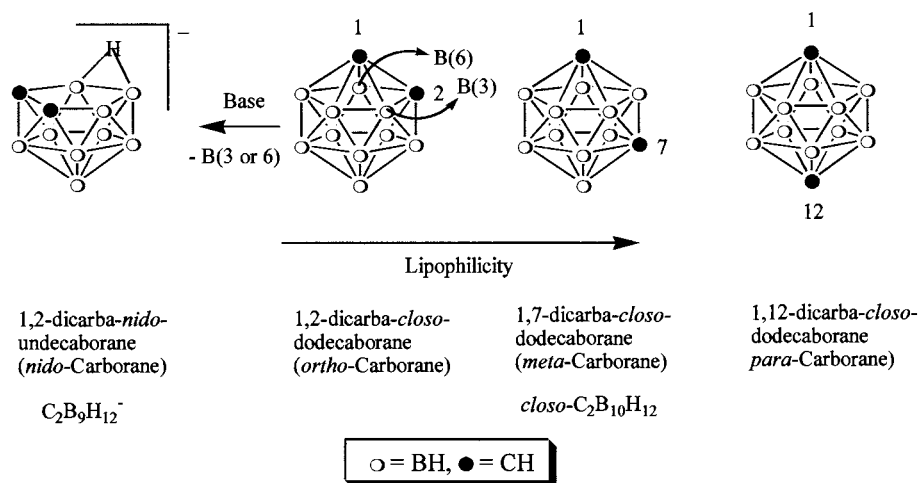 H
–
Base
- B(3 or 6)
1
B(6)
2
B(3)
1
7
1
12
Lipophilicity
1,2-dicarba-nido-
undecaborane
(nido-Carborane)
C₂B₉H₁₂⁻
1,2-dicarba-closo-
dodecaborane
(ortho-Carborane)
1,7-dicarba-closo-
dodecaborane
(meta-Carborane)
closo-C₂B₁₀H₁₂
1,12-dicarba-closo-
dodecaborane
para-Carborane)
○ = BH, ● = CH